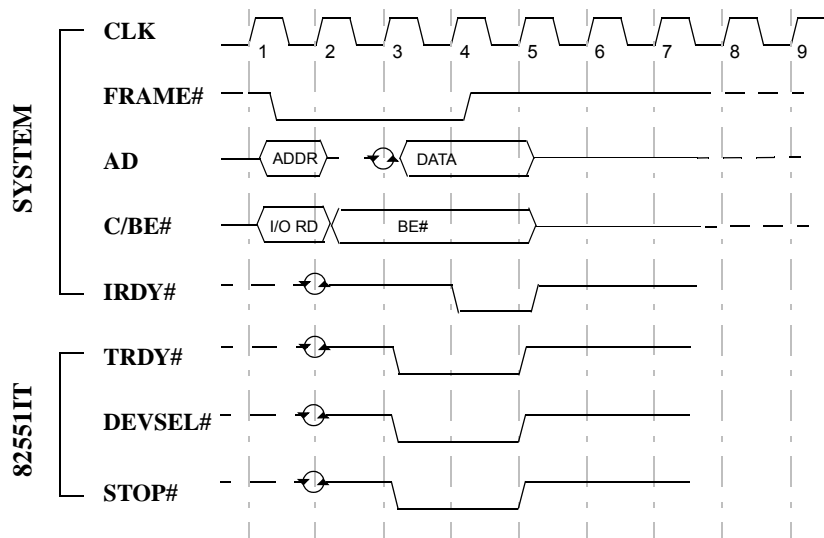 SYSTEM
CLK
1 2 3 4 5 6 7 8 9
FRAME#
AD
ADDR
DATA
C/BE#
I/O RD
BE#
IRDY#
82551IT
TRDY#
DEVSEL#
STOP#